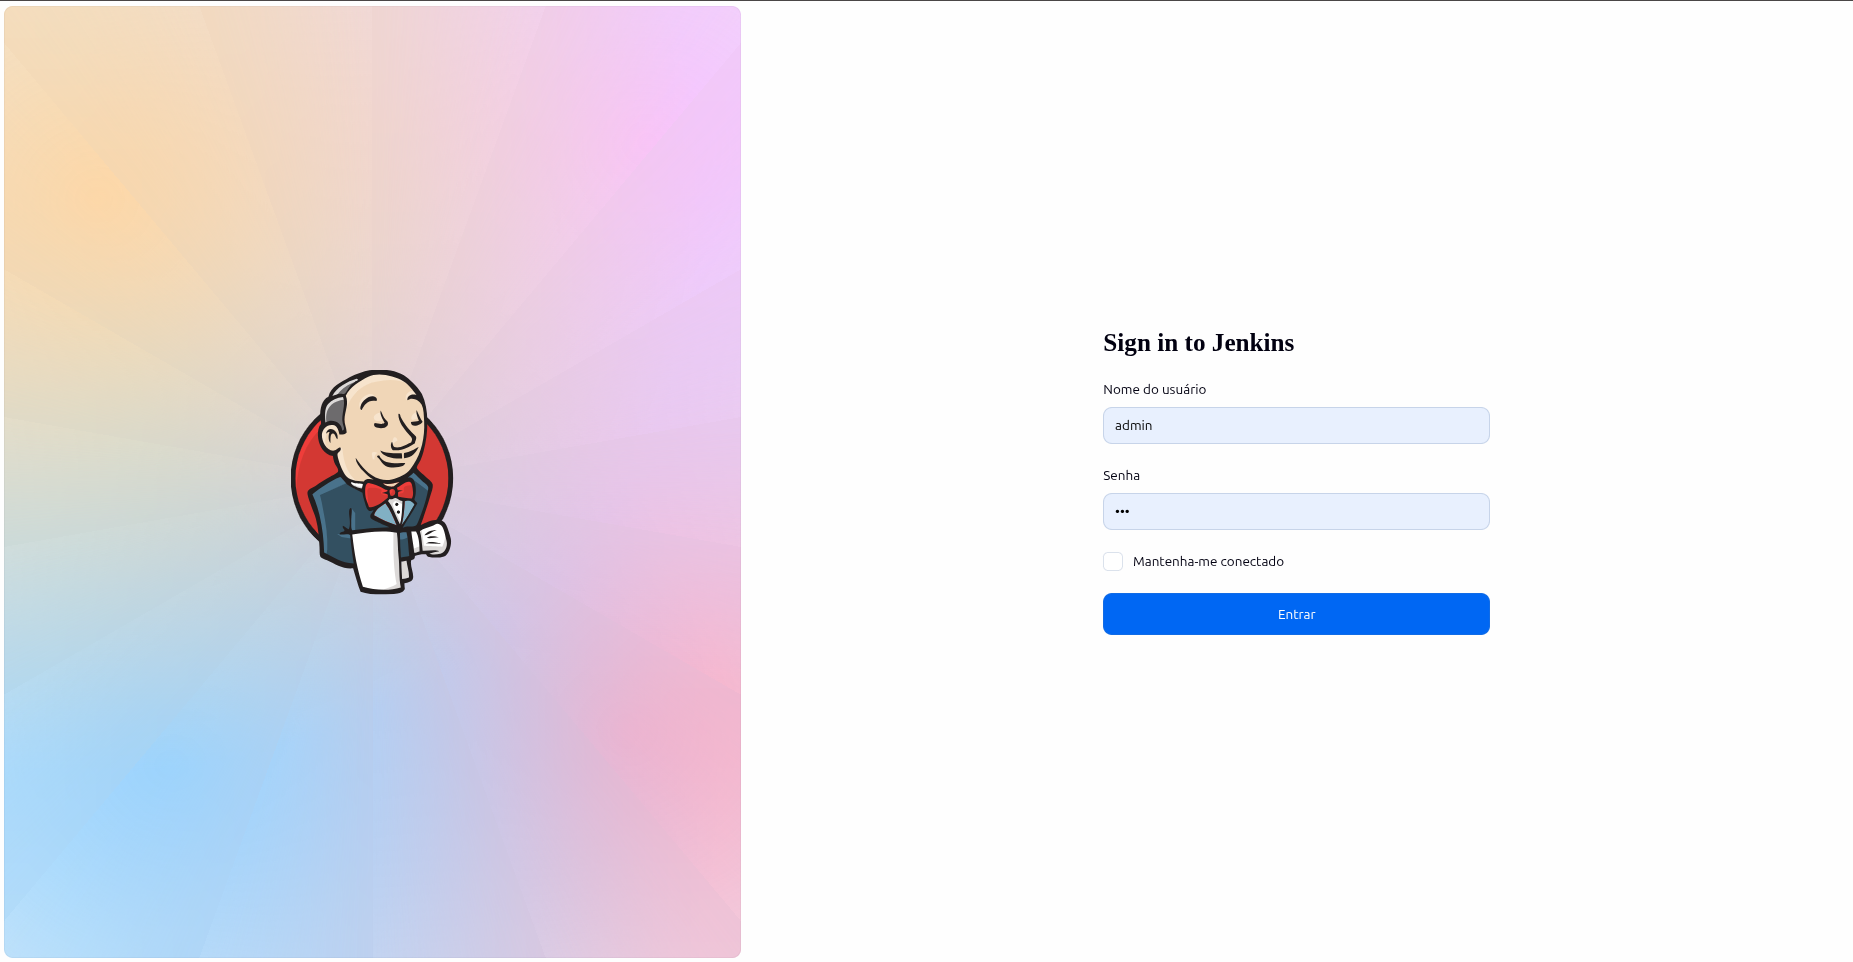 Sign in to Jenkins
Nome do usuário
admin
Senha
•••
Mantenha-me conectado
Entrar